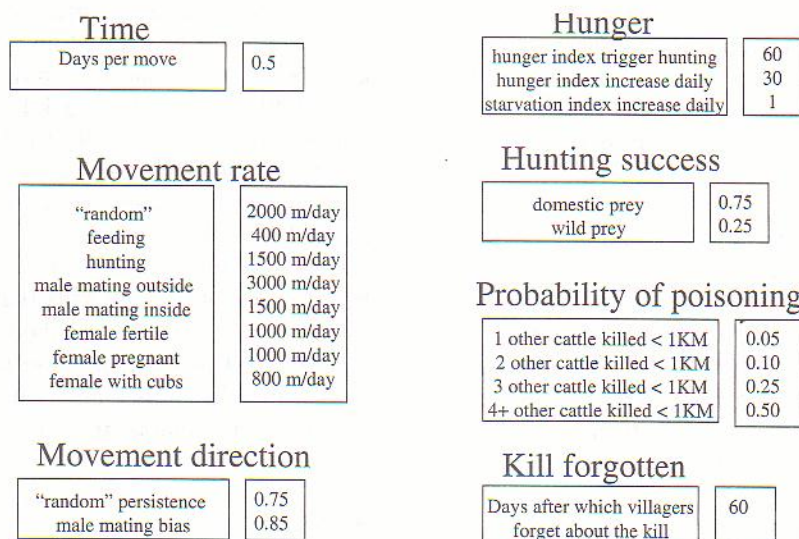 Time
Days per move 0.5
Movement rate
“random” 2000 m/day
feeding 400 m/day
hunting 1500 m/day
male mating outside 3000 m/day
male mating inside 1500 m/day
female fertile 1000 m/day
female pregnant 1000 m/day
female with cubs 800 m/day
Movement direction
“random” persistence 0.75
male mating bias 0.85
Hunger
hunger index trigger hunting 60
hunger index increase daily 30
starvation index increase daily 1
Hunting success
domestic prey 0.75
wild prey 0.25
Probability of poisoning
1 other cattle killed < 1KM 0.05
2 other cattle killed < 1KM 0.10
3 other cattle killed < 1KM 0.25
4+ other cattle killed < 1KM 0.50
Kill forgotten
Days after which villagers 60
forget about the kill